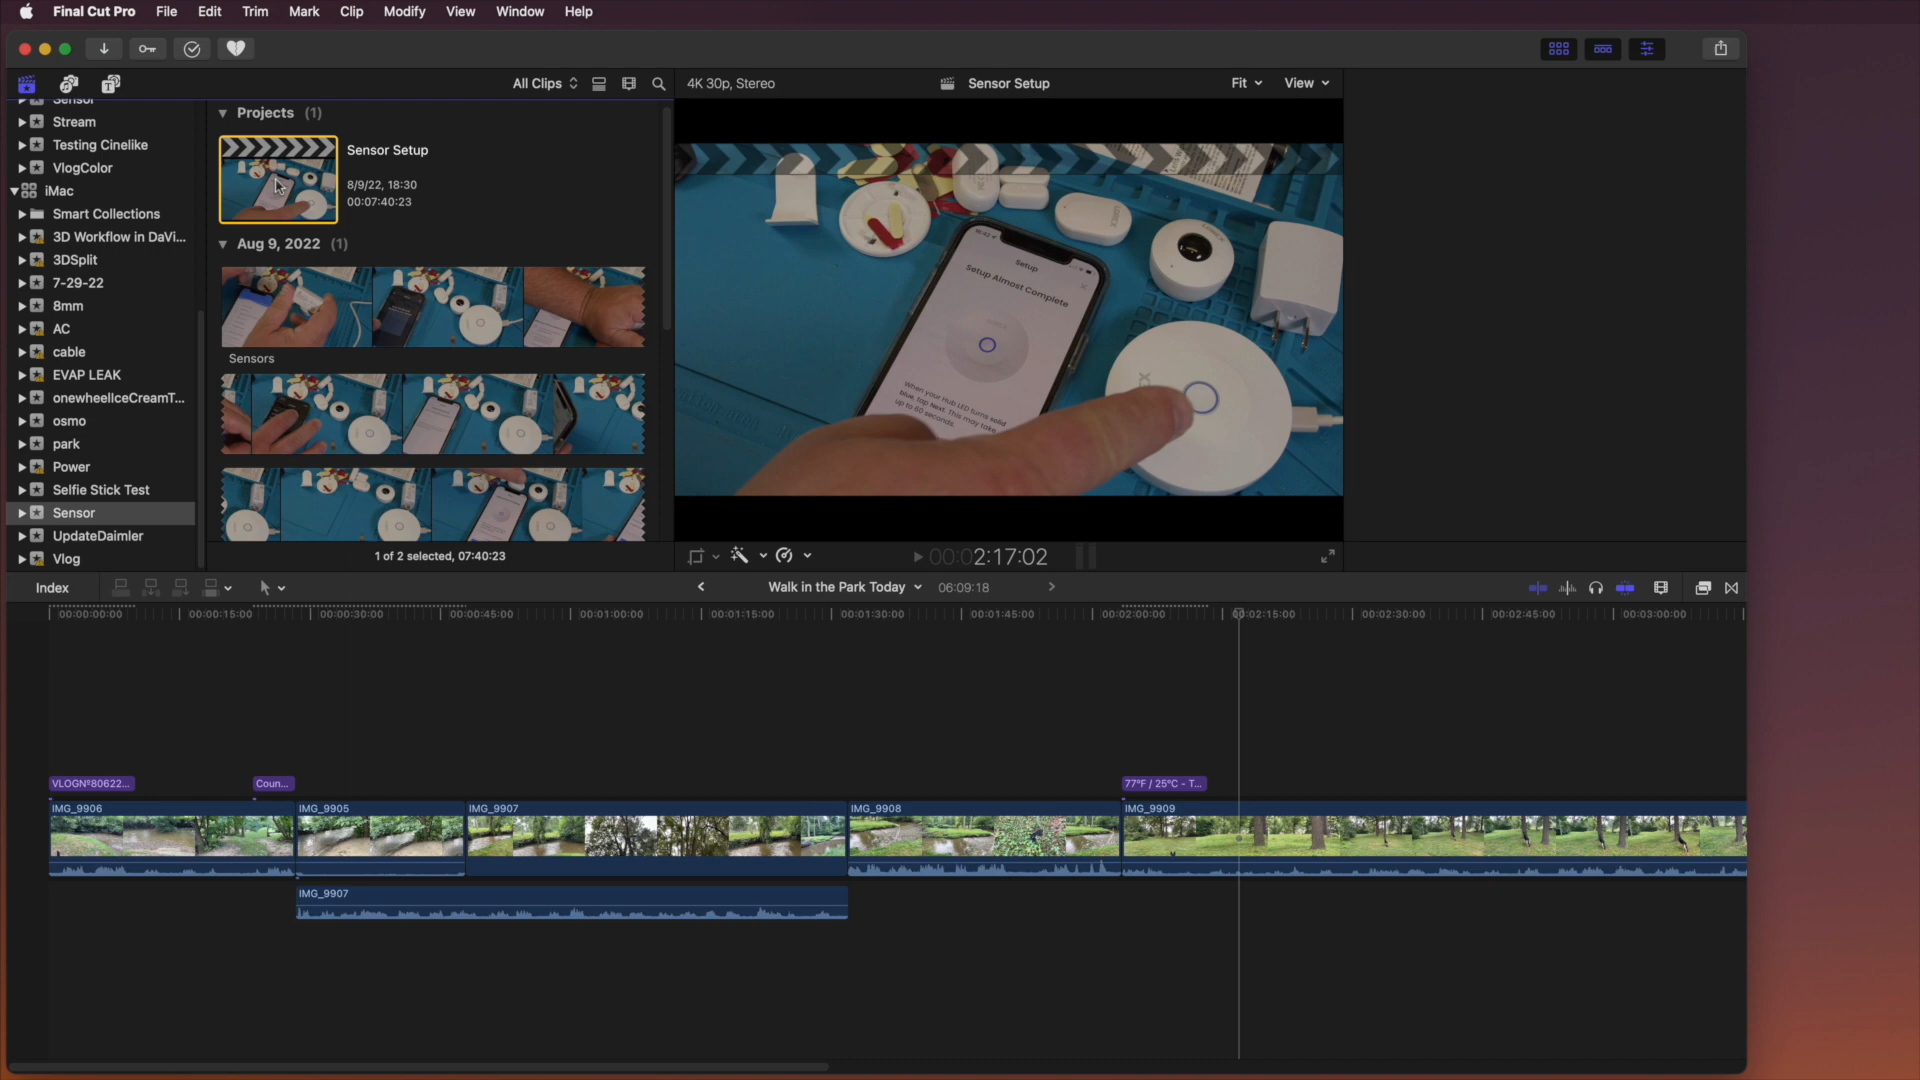 Final Cut Pro File Edit Trim Mark Clip Modify View Window Help
All Clips
4K 30p, Stereo
Sensor Setup
Fit
View
Sensor
Stream
Testing Cinelike
VlogColor
iMac
Smart Collections
3D Workflow in DaVi...
3DSplit
7-29-22
8mm
AC
cable
EVAP LEAK
onewheelIceCreamT...
osmo
park
Power
Selfie Stick Test
Sensor
UpdateDaimler
Vlog
Projects (1)
Sensor Setup
8/9/22, 18:30
00:07:40:23
Aug 9, 2022 (1)
Sensors
1 of 2 selected, 07:40:23
Setup
Setup Almost Complete
When your Hub LED turns solid
blue, tap Next. This may take
up to 60 seconds.
00:02:17:02
Index
Walk in the Park Today
06:09:18
00:00:00:00
00:00:15:00
00:00:30:00
00:00:45:00
00:01:00:00
00:01:15:00
00:01:30:00
00:01:45:00
00:02:00:00
00:02:15:00
00:02:30:00
00:02:45:00
00:03:00:00
VLOGNº80622...
Coun...
77°F / 25°C - T...
IMG_9906
IMG_9905
IMG_9907
IMG_9908
IMG_9909
IMG_9907